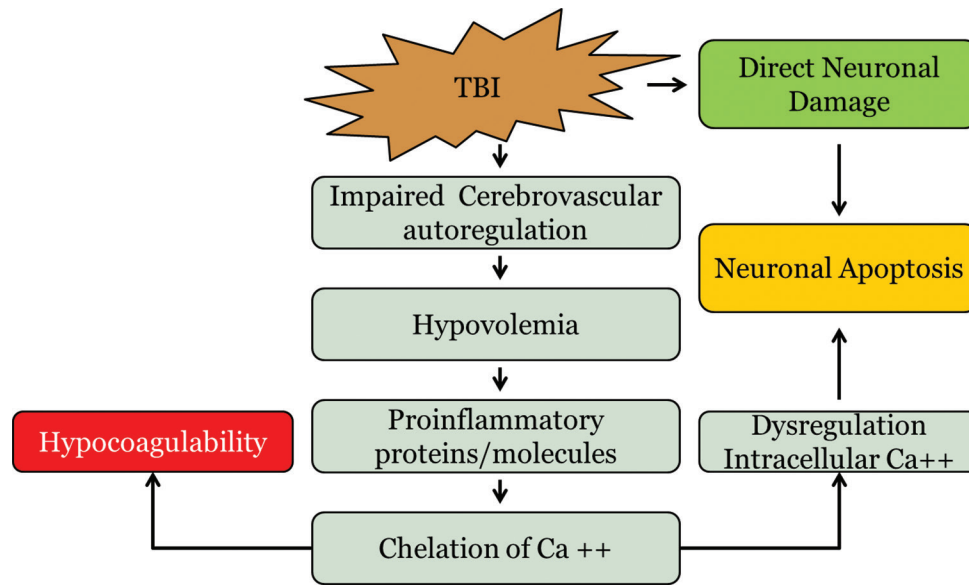 TBI
Direct Neuronal
Damage
Impaired Cerebrovascular
autoregulation
Neuronal Apoptosis
Hypovolemia
Hypocoagulability
Proinflammatory
proteins/molecules
Dysregulation
Intracellular Ca++
Chelation of Ca ++